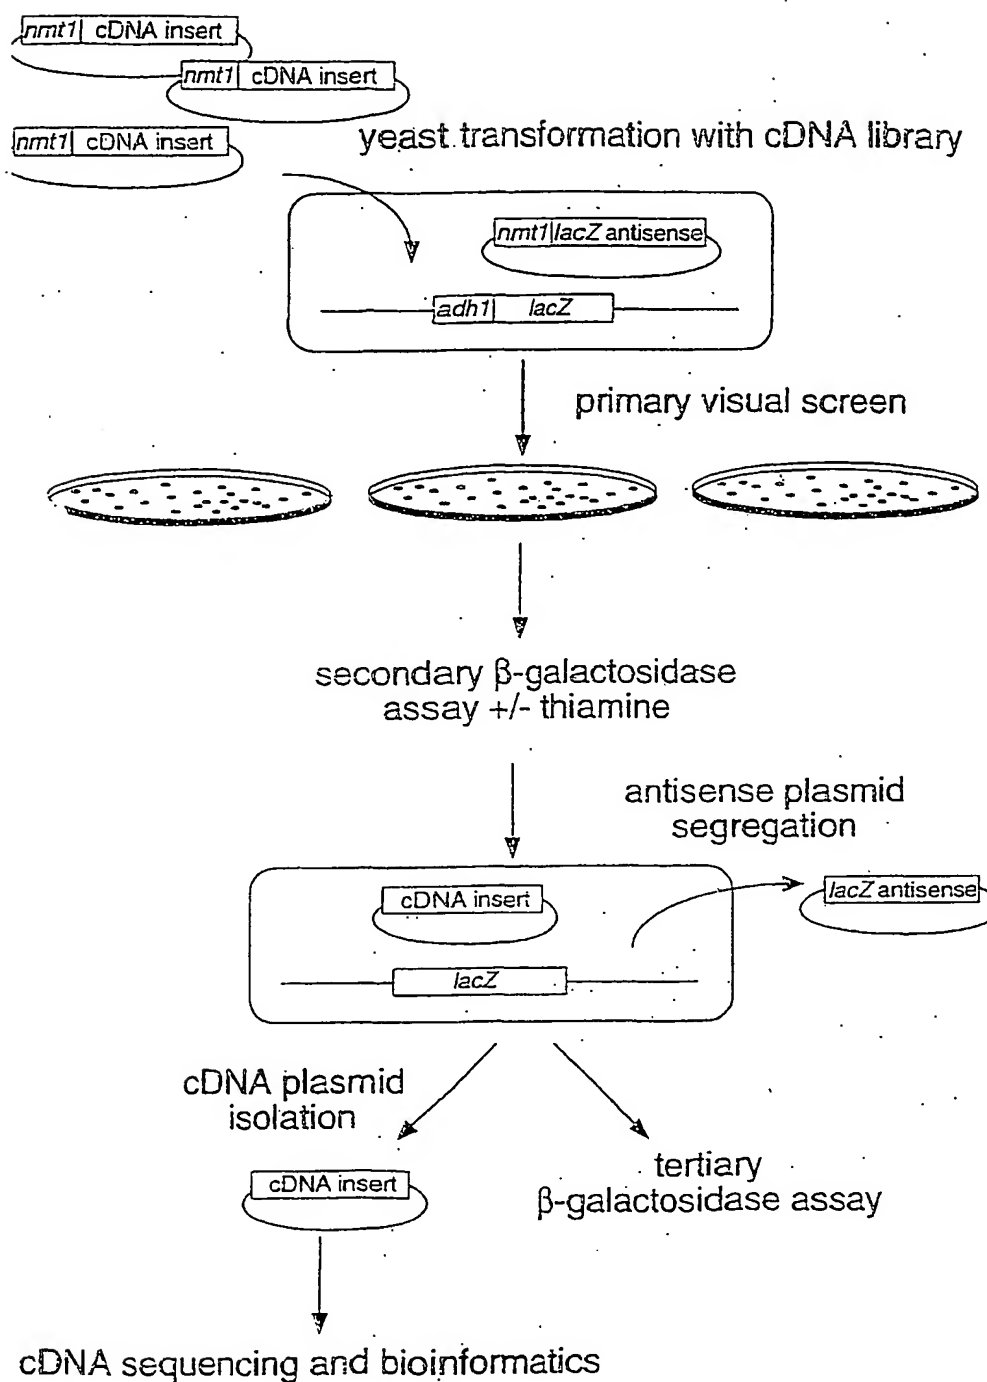 nmt1 cDNA insert
nmt1 cDNA insert
nmt1 cDNA insert
yeast transformation with cDNA library
nmt1 lacZ antisense
adh1 lacZ
primary visual screen
secondary β-galactosidase
assay +/- thiamine
antisense plasmid
segregation
cDNA insert
lacZ antisense
lacZ
cDNA plasmid
isolation
cDNA insert
tertiary
β-galactosidase assay
cDNA sequencing and bioinformatics